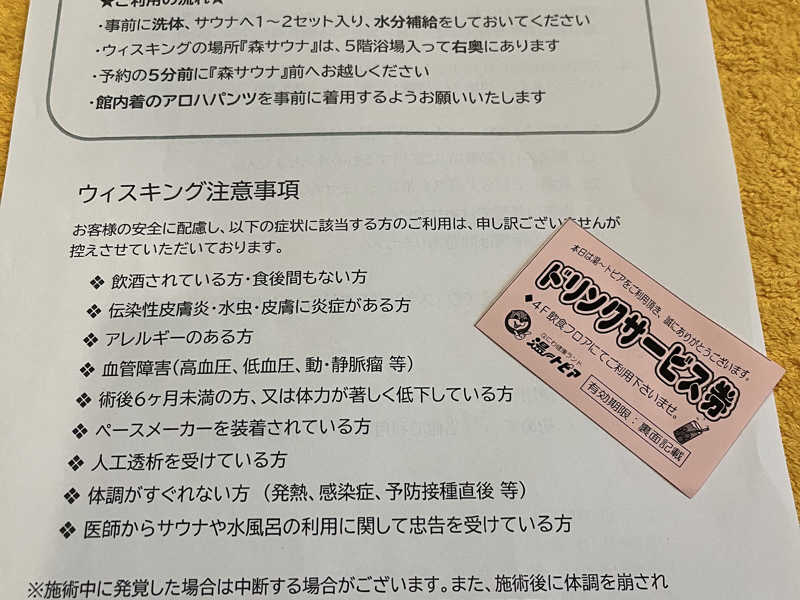 ★ご利用の流れ★
・事前に洗体、サウナへ1～2セット入り、水分補給をしておいてください
・ウィスキングの場所『森サウナ』は、5階浴場入って右奥にあります
・予約の5分前に『森サウナ』前へお越しください
・館内着のアロハパンツを事前に着用するようお願いいたします
ウィスキング注意事項
お客様の安全に配慮し、以下の症状に該当する方のご利用は、申し訳ございませんが
控えさせていただいております。
❖ 飲酒されている方・食後間もない方
❖ 伝染性皮膚炎・水虫・皮膚に炎症がある方
❖ アレルギーのある方
❖ 血管障害(高血圧、低血圧、動・静脈瘤 等)
❖ 術後6ヶ月未満の方、又は体力が著しく低下している方
❖ ペースメーカーを装着されている方
❖ 人工透析を受けている方
❖ 体調がすぐれない方 (発熱、感染症、予防接種直後 等)
❖ 医師からサウナや水風呂の利用に関して忠告を受けている方
※施術中に発覚した場合は中断する場合がございます。また、施術後に体調を崩され
本日は湯～トピアをご利用頂き、誠にありがとうございます。
ドリンクサービス券
◆4F飲食フロアにてご利用下さいませ。
なにわ健康ランド
湯～トピア
有効期限：裏面記載